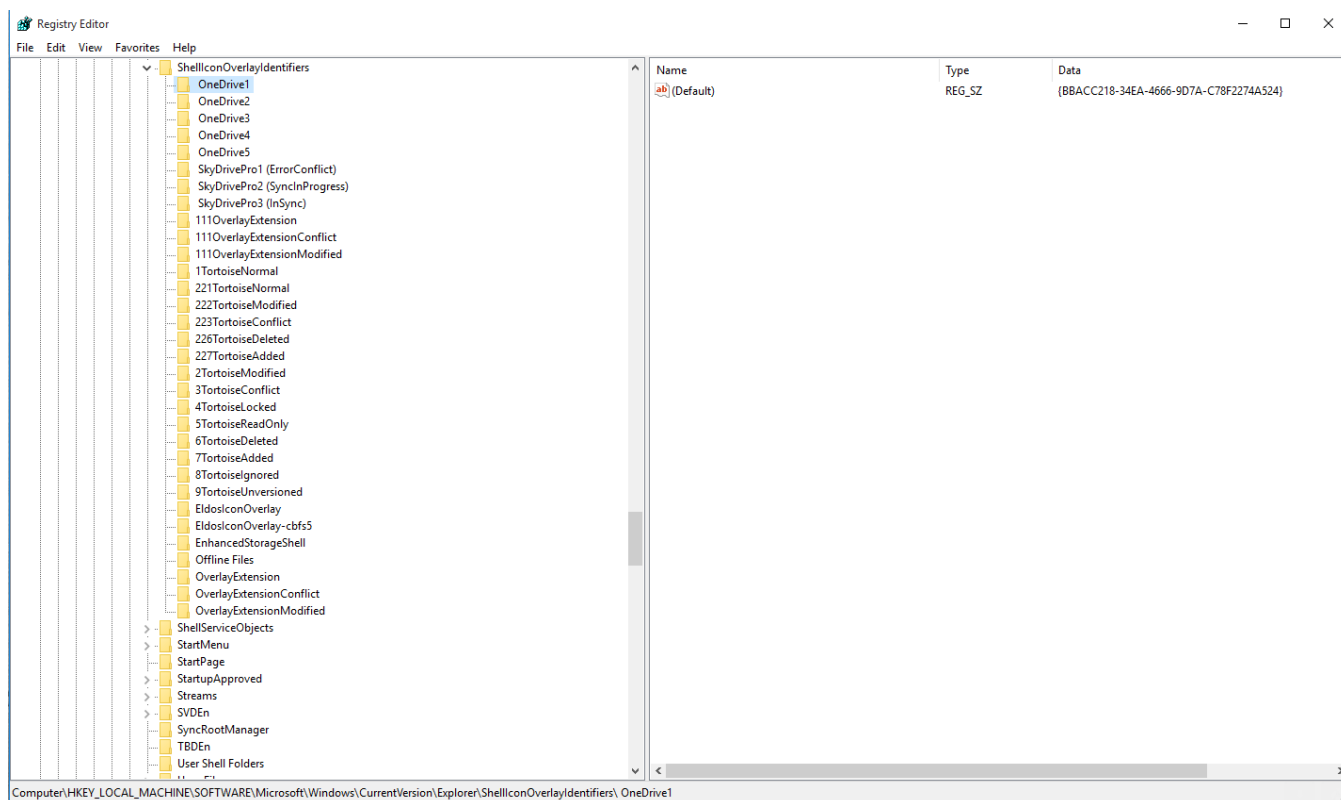 Registry Editor
File Edit View Favorites Help
ShellIconOverlayIdentifiers
OneDrive1
OneDrive2
OneDrive3
OneDrive4
OneDrive5
SkyDrivePro1 (ErrorConflict)
SkyDrivePro2 (SyncInProgress)
SkyDrivePro3 (InSync)
111OverlayExtension
111OverlayExtensionConflict
111OverlayExtensionModified
1TortoiseNormal
221TortoiseNormal
222TortoiseModified
223TortoiseConflict
226TortoiseDeleted
227TortoiseAdded
2TortoiseModified
3TortoiseConflict
4TortoiseLocked
5TortoiseReadOnly
6TortoiseDeleted
7TortoiseAdded
8TortoiseIgnored
9TortoiseUnversioned
EldosIconOverlay
EldosIconOverlay-cbfs5
EnhancedStorageShell
Offline Files
OverlayExtension
OverlayExtensionConflict
OverlayExtensionModified
ShellServiceObjects
StartMenu
StartPage
StartupApproved
Streams
SVDEn
SyncRootManager
TBDEn
User Shell Folders
Name Type Data
ab (Default) REG_SZ {BBACC218-34EA-4666-9D7A-C78F2274A524}
Computer\HKEY_LOCAL_MACHINE\SOFTWARE\Microsoft\Windows\CurrentVersion\Explorer\ShellIconOverlayIdentifiers\ OneDrive1